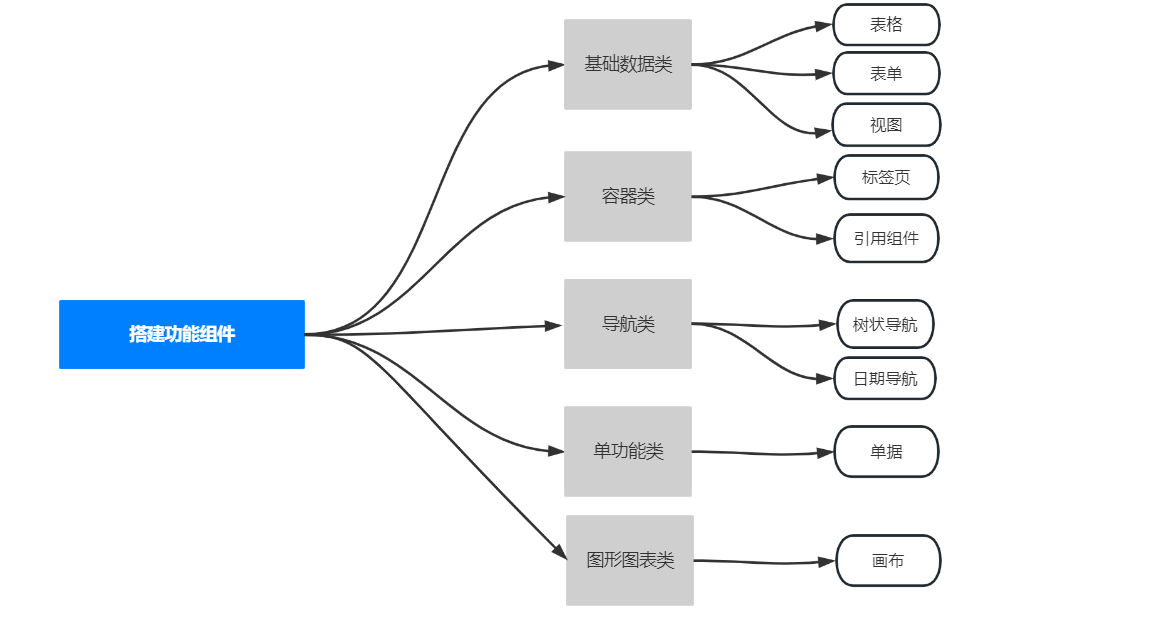 搭建功能组件
基础数据类
表格
表单
视图
容器类
标签页
引用组件
导航类
树状导航
日期导航
单功能类
单据
图形图表类
画布